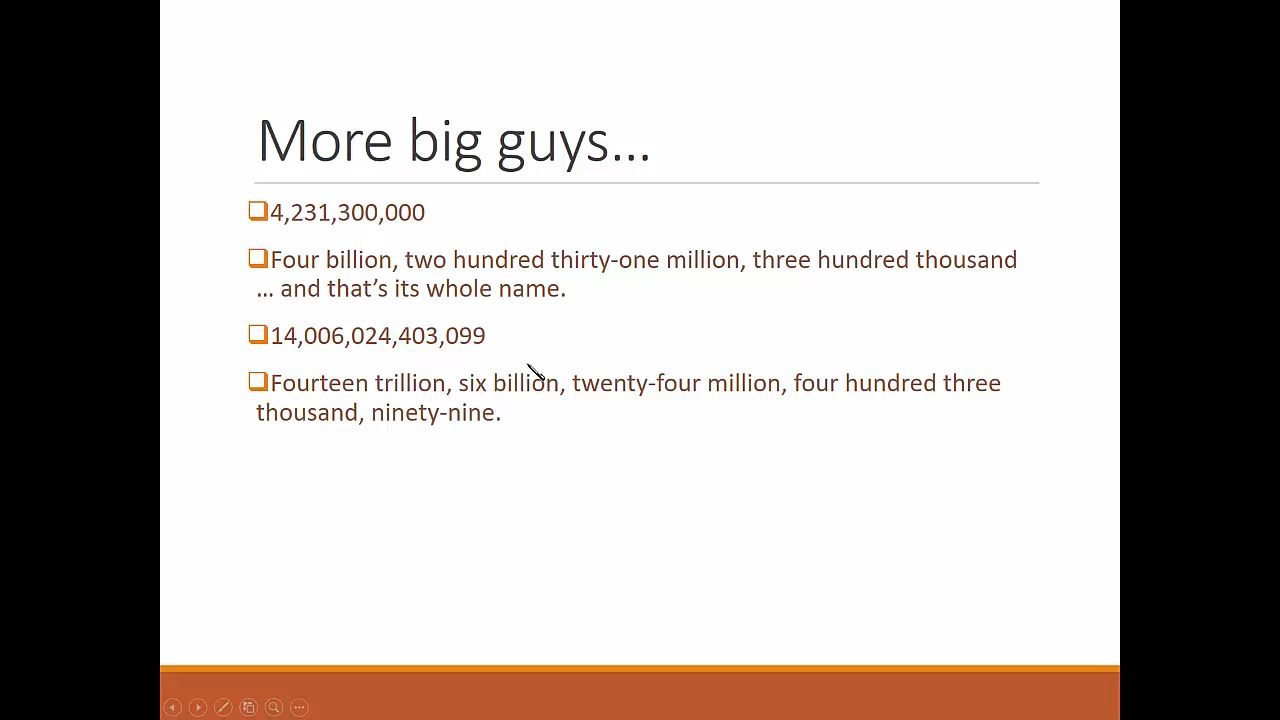 More big guys...
4,231,300,000
Four billion, two hundred thirty-one million, three hundred thousand
... and that’s its whole name.
14,006,024,403,099
Fourteen trillion, six billion, twenty-four million, four hundred three
thousand, ninety-nine.